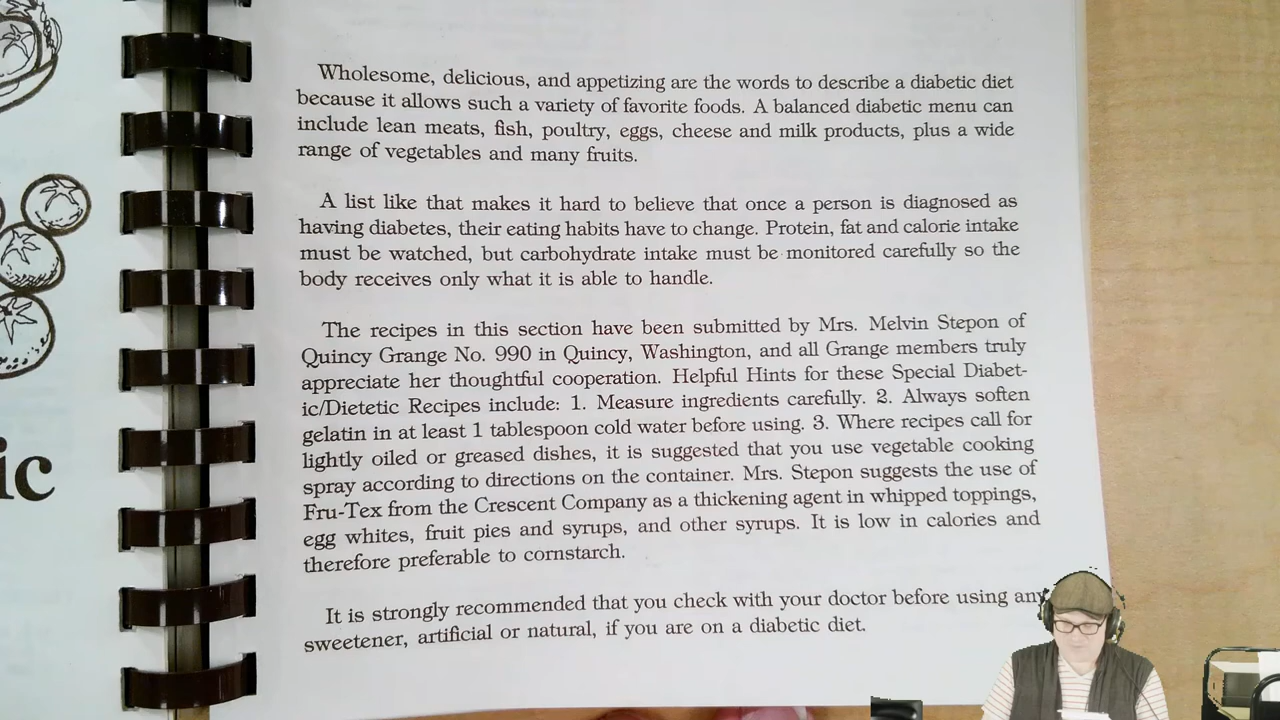 ic
Wholesome, delicious, and appetizing are the words to describe a diabetic diet
because it allows such a variety of favorite foods. A balanced diabetic menu can
include lean meats, fish, poultry, eggs, cheese and milk products, plus a wide
range of vegetables and many fruits.
A list like that makes it hard to believe that once a person is diagnosed as
having diabetes, their eating habits have to change. Protein, fat and calorie intake
must be watched, but carbohydrate intake must be monitored carefully so the
body receives only what it is able to handle.
The recipes in this section have been submitted by Mrs. Melvin Stepon of
Quincy Grange No. 990 in Quincy, Washington, and all Grange members truly
appreciate her thoughtful cooperation. Helpful Hints for these Special Diabet-
ic/Dietetic Recipes include: 1. Measure ingredients carefully. 2. Always soften
gelatin in at least 1 tablespoon cold water before using. 3. Where recipes call for
lightly oiled or greased dishes, it is suggested that you use vegetable cooking
spray according to directions on the container. Mrs. Stepon suggests the use of
Fru-Tex from the Crescent Company as a thickening agent in whipped toppings,
egg whites, fruit pies and syrups, and other syrups. It is low in calories and
therefore preferable to cornstarch.
It is strongly recommended that you check with your doctor before using any
sweetener, artificial or natural, if you are on a diabetic diet.